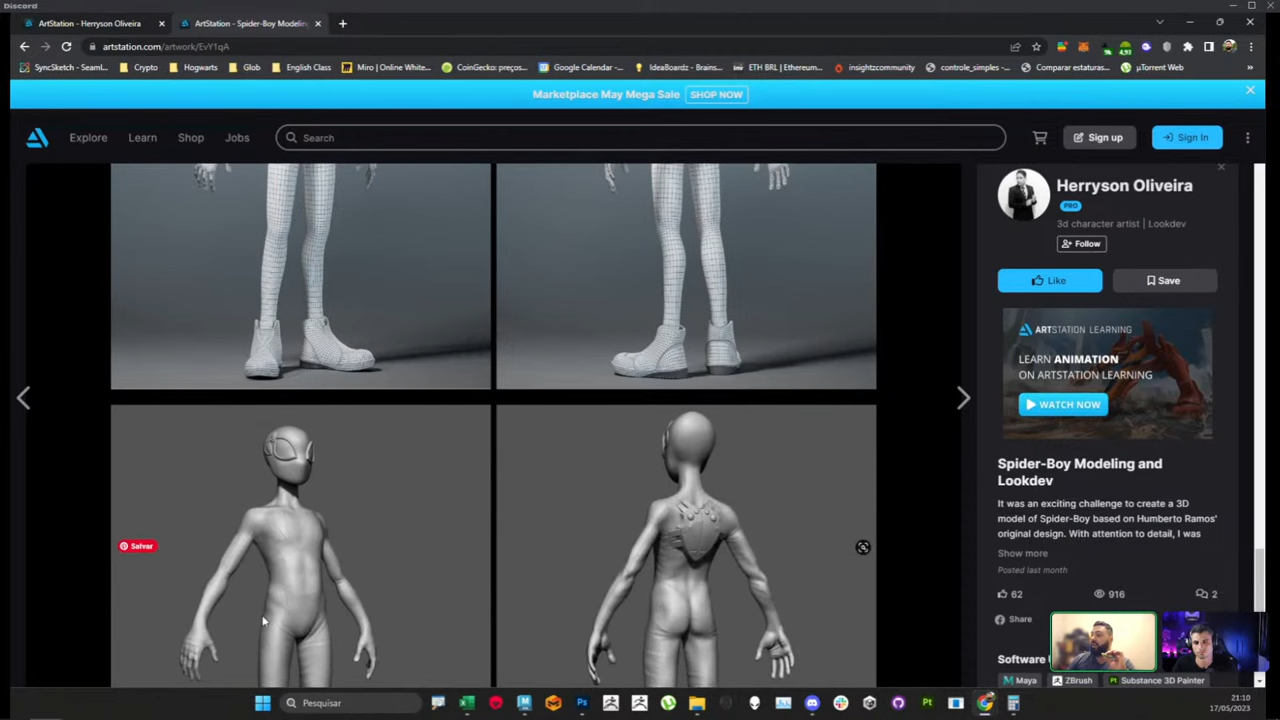 Discord
ArtStation - Herryson Oliveira
ArtStation - Spider-Boy Modelin
artstation.com/artwork/EvY1qA
SyncSketch - Seaml...
Crypto
Hogwarts
Glob
English Class
Miro | Online White...
CoinGecko: preços...
Google Calendar -...
IdeaBoardz - Brains...
ETH BRL | Ethereum...
insightzcommunity
controle_simples -...
Comparar estaturas...
µTorrent Web
Marketplace May Mega Sale
SHOP NOW
Explore
Learn
Shop
Jobs
Search
Sign up
Sign In
Herryson Oliveira
PRO
3d character artist | Lookdev
Follow
Like
Save
ARTSTATION LEARNING
LEARN ANIMATION
ON ARTSTATION LEARNING
WATCH NOW
Spider-Boy Modeling and
Lookdev
It was an exciting challenge to create a 3D
model of Spider-Boy based on Humberto Ramos'
original design. With attention to detail, I was
Show more
Posted last month
62
916
2
Share
Salvar
Software
Maya
ZBrush
Substance 3D Painter
Pesquisar
21:10
17/05/2023